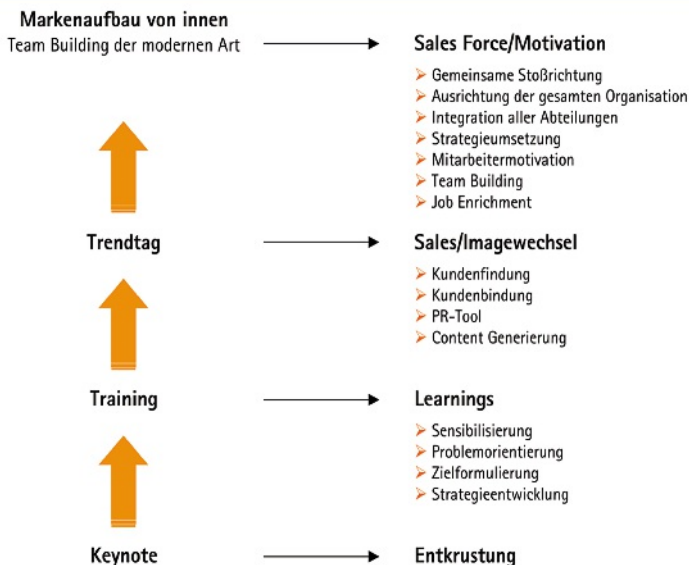 Markenaufbau von innen
Team Building der modernen Art
Sales Force/Motivation
Gemeinsame Stoßrichtung
Ausrichtung der gesamten Organisation
Integration aller Abteilungen
Strategieumsetzung
Mitarbeitermotivation
Team Building
Job Enrichment
Trendtag
Sales/Imagewechsel
Kundenfindung
Kundenbindung
PR-Tool
Content Generierung
Training
Learnings
Sensibilisierung
Problemorientierung
Zielformulierung
Strategieentwicklung
Keynote
Entkrustung